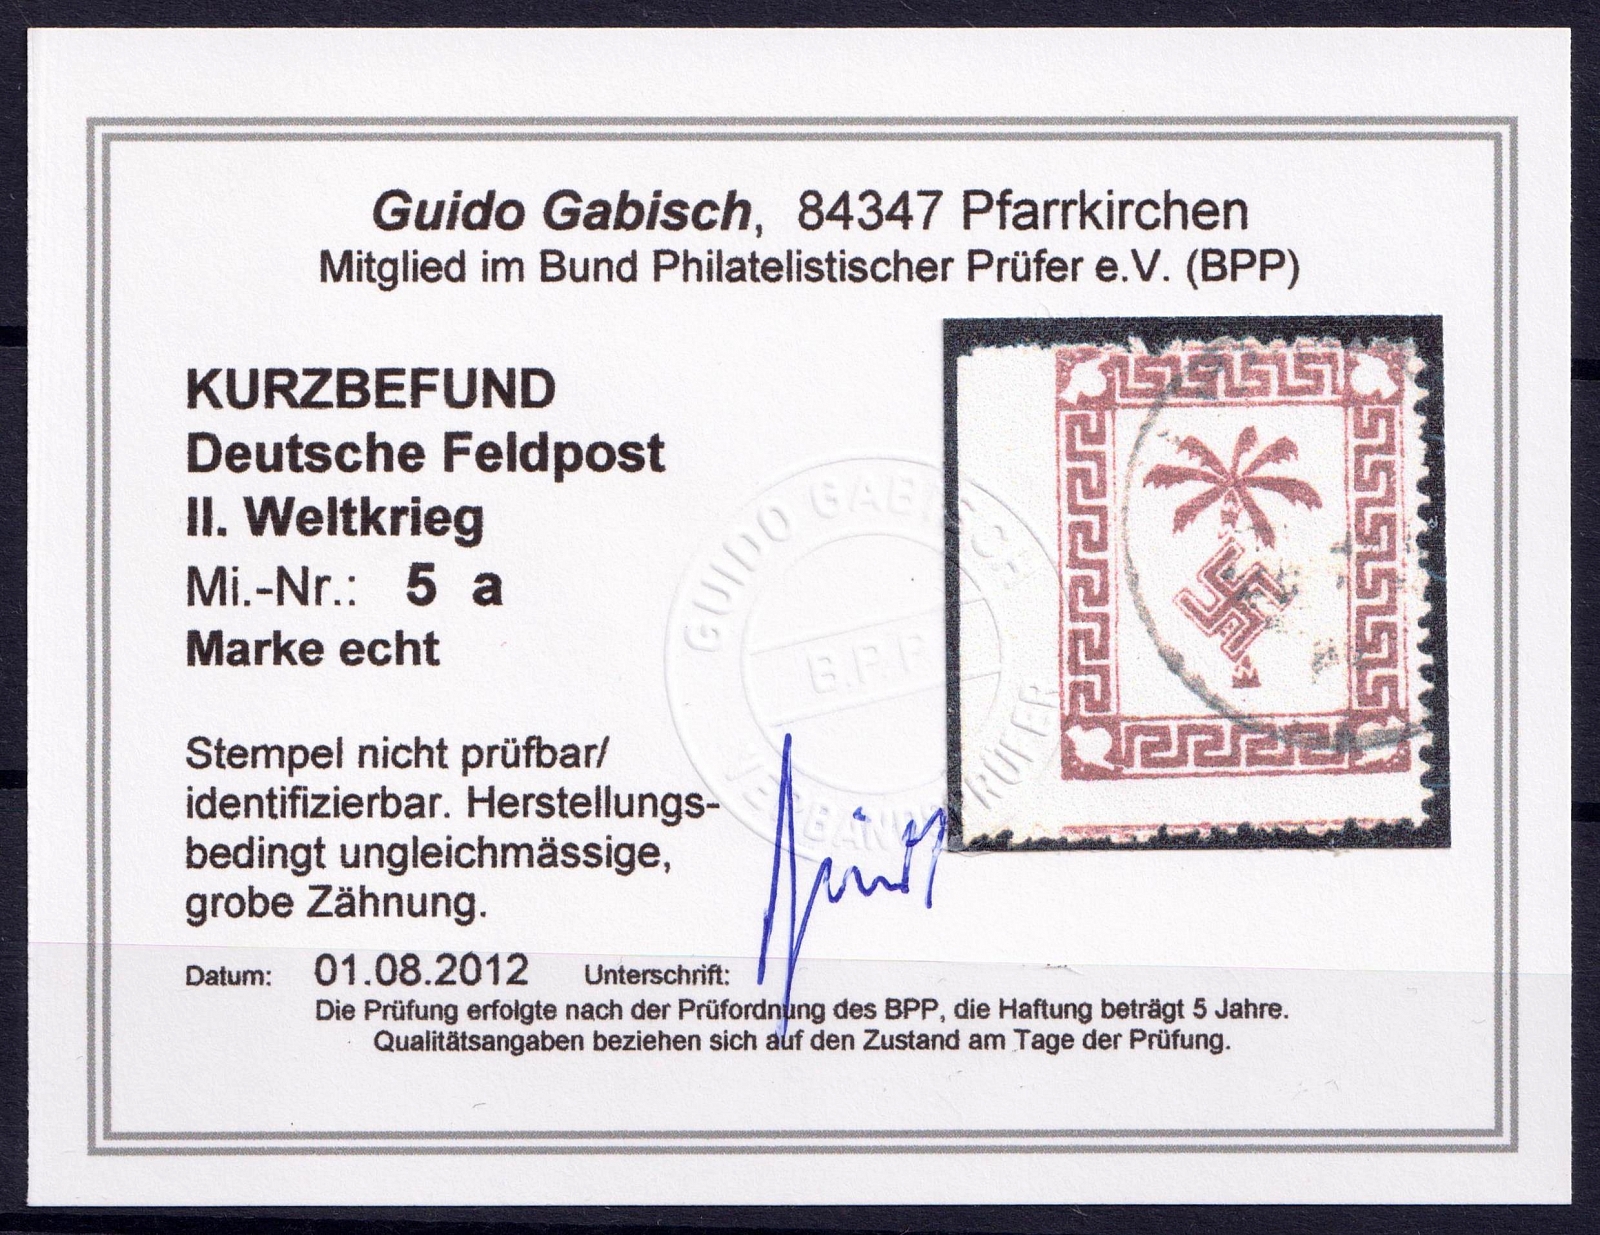 Guido Gabisch, 84347 Pfarrkirchen
Mitglied im Bund Philatelistischer Prüfer e.V. (BPP)
KURZBEFUND
Deutsche Feldpost
II. Weltkrieg
Mi.-Nr.: 5 a
Marke echt
GUIDO GABISCH
B.P.P.
VERBANDSPRÜFER
Stempel nicht prüfbar/
identifizierbar. Herstellungs-
bedingt ungleichmässige,
grobe Zähnung.
Datum: 01.08.2012 Unterschrift:
Die Prüfung erfolgte nach der Prüfordnung des BPP, die Haftung beträgt 5 Jahre.
Qualitätsangaben beziehen sich auf den Zustand am Tage der Prüfung.